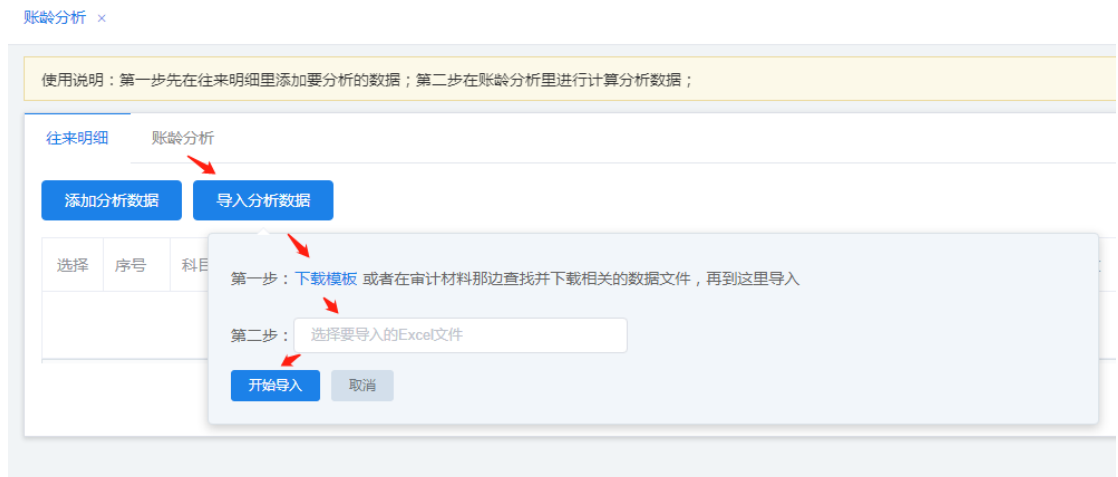 账龄分析 ×
使用说明：第一步先在往来明细里添加要分析的数据；第二步在账龄分析里进行计算分析数据；
往来明细 账龄分析
添加分析数据 导入分析数据
选择 序号 科目
第一步：下载模板 或者在审计材料那边查找并下载相关的数据文件，再到这里导入
第二步： 选择要导入的Excel文件
开始导入 取消